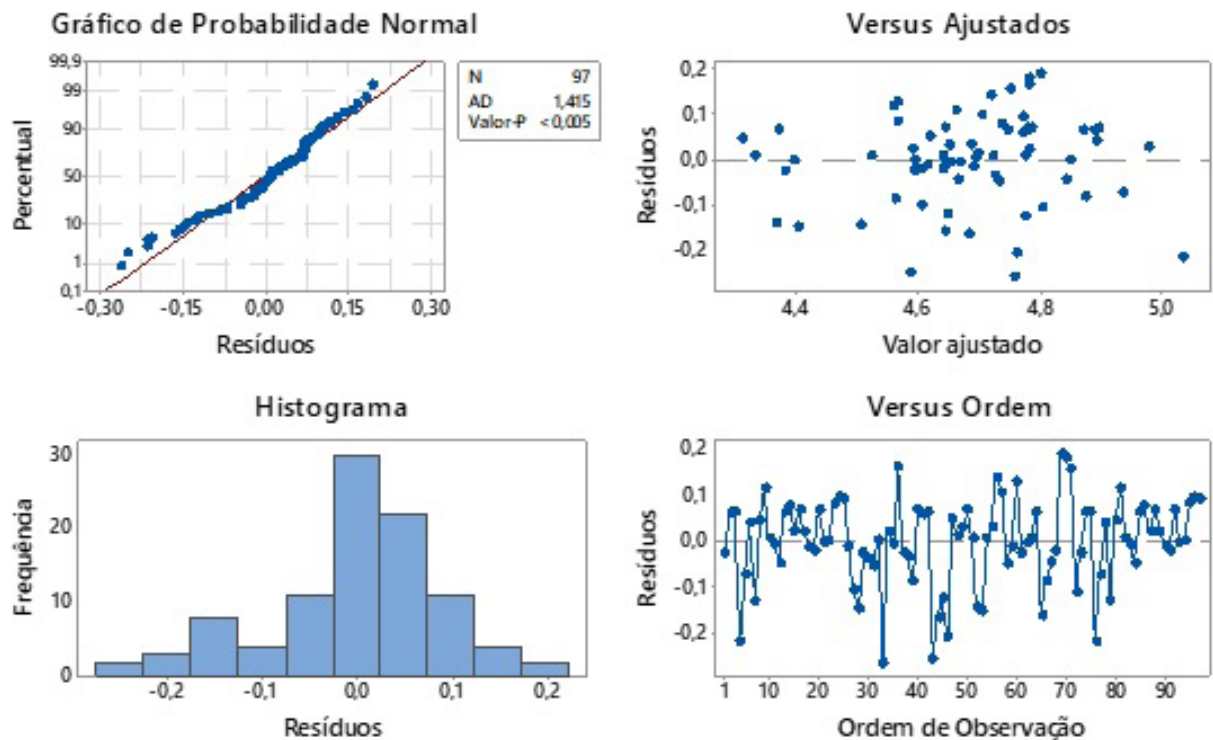 Gráfico de Probabilidade Normal
Percentual
99,9
99
90
50
10
1
0,1
-0,30 -0,15 0,00 0,15 0,30
Resíduos
N 97
AD 1,415
Valor-P <0,005
Versus Ajustados
Resíduos
0,2
0,1
0,0
-0,1
-0,2
4,4 4,6 4,8 5,0
Valor ajustado
Histograma
Frequência
30
20
10
0
-0,2 -0,1 0,0 0,1 0,2
Resíduos
Versus Ordem
Resíduos
0,2
0,1
0,0
-0,1
-0,2
1 10 20 30 40 50 60 70 80 90
Ordem de Observação